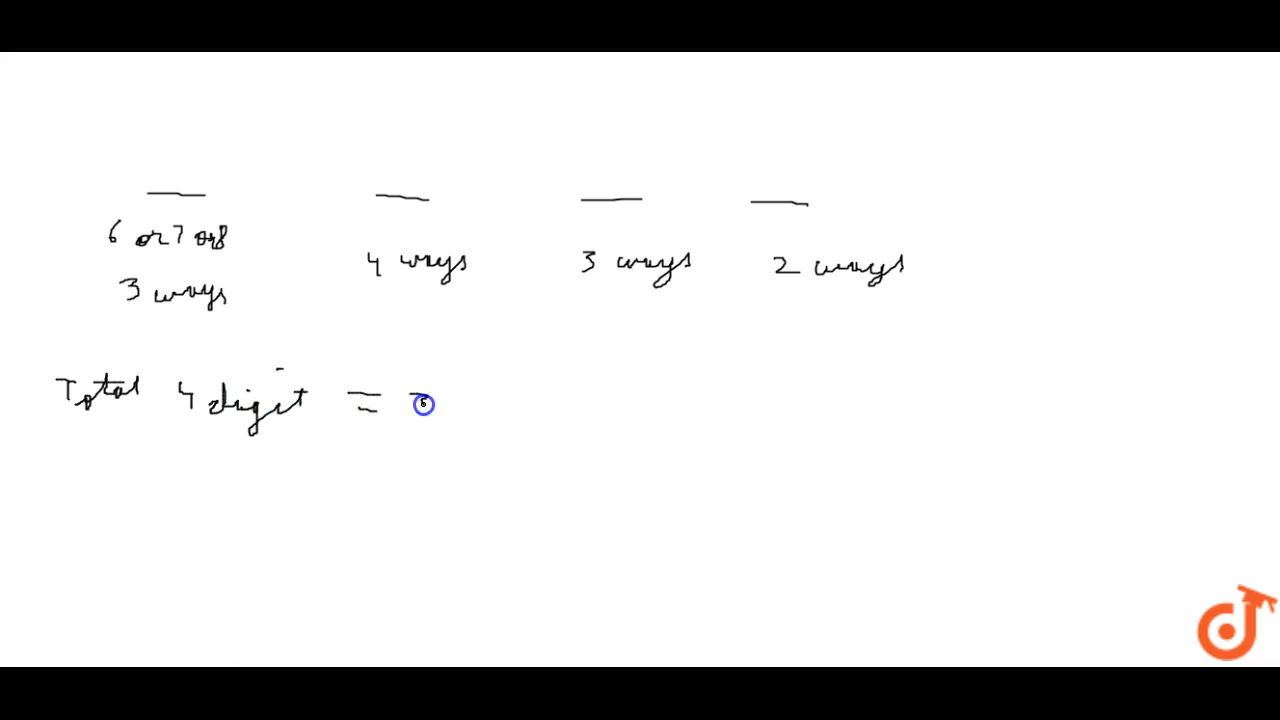 6 or 7 or 8
4 ways 3 ways 2 ways
3 ways
Total 4 digit =